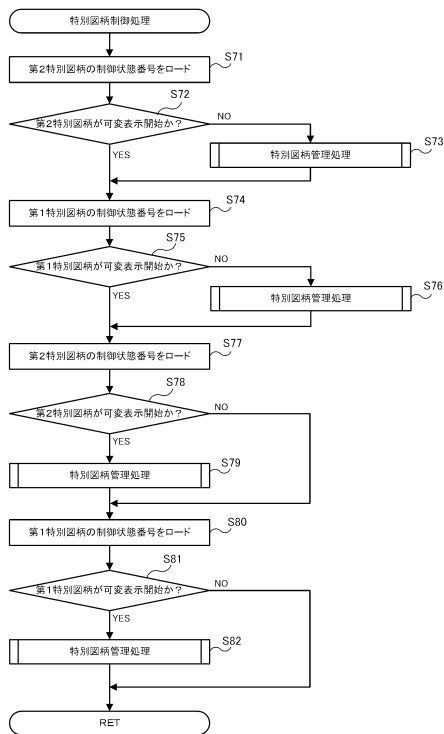 特別図柄制御処理
S71
第2特別図柄の制御状態番号をロード
S72
第2特別図柄が可変表示開始か?
NO
YES
S73
特別図柄管理処理
S74
第1特別図柄の制御状態番号をロード
S75
第1特別図柄が可変表示開始か?
NO
YES
S76
特別図柄管理処理
S77
第2特別図柄の制御状態番号をロード
S78
第2特別図柄が可変表示開始か?
NO
YES
S79
特別図柄管理処理
S80
第1特別図柄の制御状態番号をロード
S81
第1特別図柄が可変表示開始か?
NO
YES
S82
特別図柄管理処理
RET